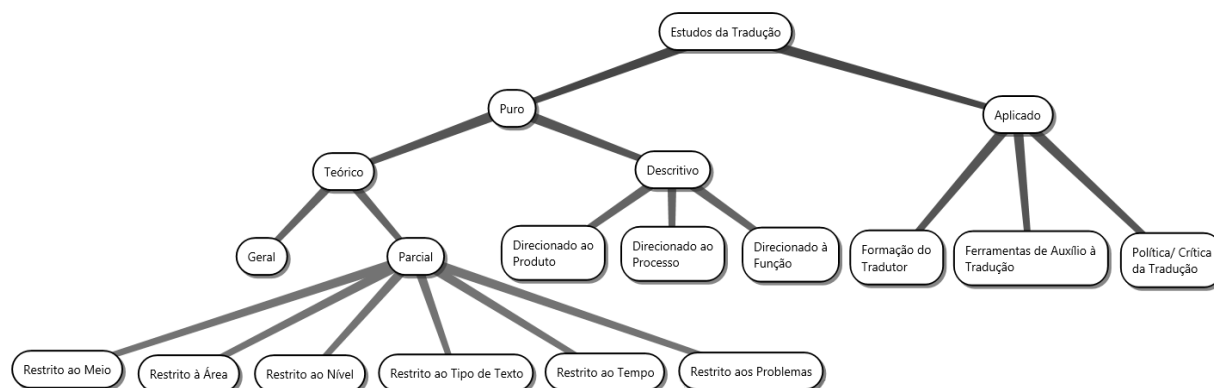 Estudos da Tradução
Puro
Aplicado
Teórico
Descritivo
Geral
Parcial
Direcionado ao
Produto
Direcionado ao
Processo
Direcionado à
Função
Formação do
Tradutor
Ferramentas de Auxílio à
Tradução
Política/ Crítica
da Tradução
Restrito ao Meio
Restrito à Área
Restrito ao Nível
Restrito ao Tipo de Texto
Restrito ao Tempo
Restrito aos Problemas